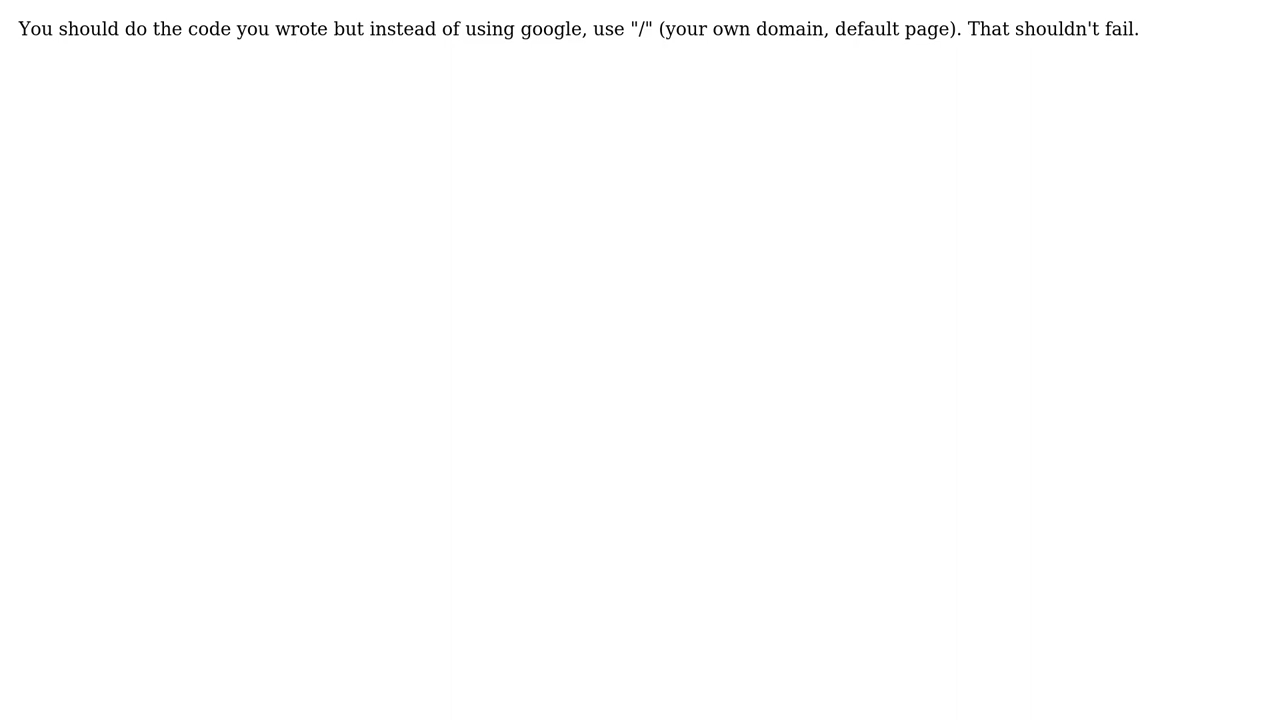 You should do the code you wrote but instead of using google, use "/" (your own domain, default page). That shouldn't fail.